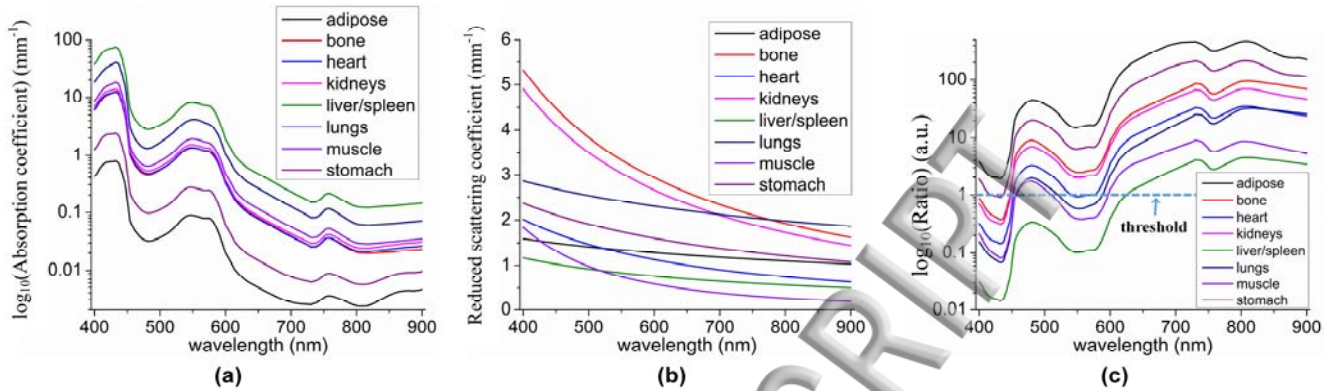 log₁₀(Absorption coefficient) (mm⁻¹)
100
10
1
0.1
0.01
adipose
bone
heart
kidneys
liver/spleen
lungs
muscle
stomach
400 500 600 700 800 900
wavelength (nm)
(a)
Reduced scattering coefficient (mm⁻¹)
6
5
4
3
2
1
0
adipose
bone
heart
kidneys
liver/spleen
lungs
muscle
stomach
400 500 600 700 800 900
wavelength (nm)
(b)
log₁₀(Ratio) (a.u.)
100
10
1
0.1
0.01
threshold
adipose
bone
heart
kidneys
liver/spleen
lungs
muscle
stomach
400 500 600 700 800 900
wavelength (nm)
(c)
CRIPT